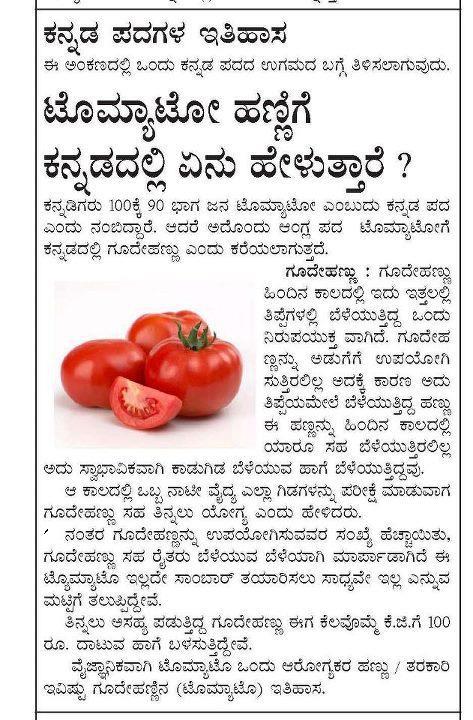 ಕನ್ನಡ ಪದಗಳ ಇತಿಹಾಸ
ಈ ಅಂಕಣದಲ್ಲಿ ಒಂದು ಕನ್ನಡ ಪದದ ಉಗಮದ ಬಗ್ಗೆ ತಿಳಿಸಲಾಗುವುದು.
ಟೊಮ್ಯಾಟೋ ಹಣ್ಣಿಗೆ
ಕನ್ನಡದಲ್ಲಿ ಏನು ಹೇಳುತ್ತಾರೆ ?
ಕನ್ನಡಿಗರು 100ಕ್ಕೆ 90 ಭಾಗ ಜನ ಟೊಮ್ಯಾಟೋ ಎಂಬುದು ಕನ್ನಡ ಪದ
ಎಂದು ನಂಬಿದ್ದಾರೆ. ಆದರೆ ಅದೊಂದು ಆಂಗ್ಲ ಪದ ಟೊಮ್ಯಾಟೋಗೆ
ಕನ್ನಡದಲ್ಲಿ ಗೂದೇಹಣ್ಣು ಎಂದು ಕರೆಯಲಾಗುತ್ತದೆ.
ಗೂದೇಹಣ್ಣು : ಗೂದೇಹಣ್ಣು
ಹಿಂದಿನ ಕಾಲದಲ್ಲಿ ಇದು ಇತ್ತಲಲ್ಲಿ
ತಿಪ್ಪೆಗಳಲ್ಲಿ ಬೆಳೆಯುತ್ತಿದ್ದ ಒಂದು
ನಿರುಪಯುಕ್ತ ವಾಗಿದೆ. ಗೂದೇಹ
ಣ್ಣನ್ನು ಅಡುಗೆಗೆ ಉಪಯೋಗಿ
ಸುತ್ತಿರಲಿಲ್ಲ ಅದಕ್ಕೆ ಕಾರಣ ಅದು
ತಿಪ್ಪೆಯಮೇಲೆ ಬೆಳೆಯುತ್ತಿದ್ದ ಹಣ್ಣು
ಈ ಹಣ್ಣನ್ನು ಹಿಂದಿನ ಕಾಲದಲ್ಲಿ
ಯಾರೂ ಸಹ ಬೆಳೆಯುತ್ತಿರಲಿಲ್ಲ
ಅದು ಸ್ವಾಭಾವಿಕವಾಗಿ ಕಾಡುಗಿಡ ಬೆಳೆಯುವ ಹಾಗೆ ಬೆಳೆಯುತ್ತಿದ್ದವು.
ಆ ಕಾಲದಲ್ಲಿ ಒಬ್ಬ ನಾಟೀ ವೈದ್ಯ ಎಲ್ಲಾ ಗಿಡಗಳನ್ನು ಪರೀಕ್ಷೆ ಮಾಡುವಾಗ
ಗೂದೇಹಣ್ಣು ಸಹ ತಿನ್ನಲು ಯೋಗ್ಯ ಎಂದು ಹೇಳಿದರು.
ನಂತರ ಗೂದೇಹಣ್ಣನ್ನು ಉಪಯೋಗಿಸುವವರ ಸಂಖ್ಯೆ ಹೆಚ್ಚಾಯಿತು,
ಗೂದೇಹಣ್ಣು ಸಹ ರೈತರು ಬೆಳೆಯುವ ಬೆಳೆಯಾಗಿ ಮಾರ್ಪಾಡಾಗಿದೆ ಈ
ಟ್ಯೊಮ್ಯಾಟೊ ಇಲ್ಲದೇ ಸಾಂಬಾರ್ ತಯಾರಿಸಲು ಸಾಧ್ಯವೇ ಇಲ್ಲ ಎನ್ನುವ
ಮಟ್ಟಿಗೆ ತಲುಪ್ಪಿದ್ದೇವೆ.
ತಿನ್ನಲು ಅಸಹ್ಯ ಪಡುತ್ತಿದ್ದ ಗೂದೇಹಣ್ಣು ಈಗ ಕೆಲವೊಮ್ಮೆ ಕೆ.ಜಿ.ಗೆ 100
ರೂ. ದಾಟುವ ಹಾಗೆ ಬಳಸುತ್ತಿದ್ದೇವೆ.
ವೈಜ್ಞಾನಿಕವಾಗಿ ಟೊಮ್ಯಾಟೊ ಒಂದು ಆರೋಗ್ಯಕರ ಹಣ್ಣು / ತರಕಾರಿ
ಇವಿಷ್ಟು ಗೂದೇಹಣ್ಣಿನ (ಟೊಮ್ಯಾಟೊ) ಇತಿಹಾಸ.